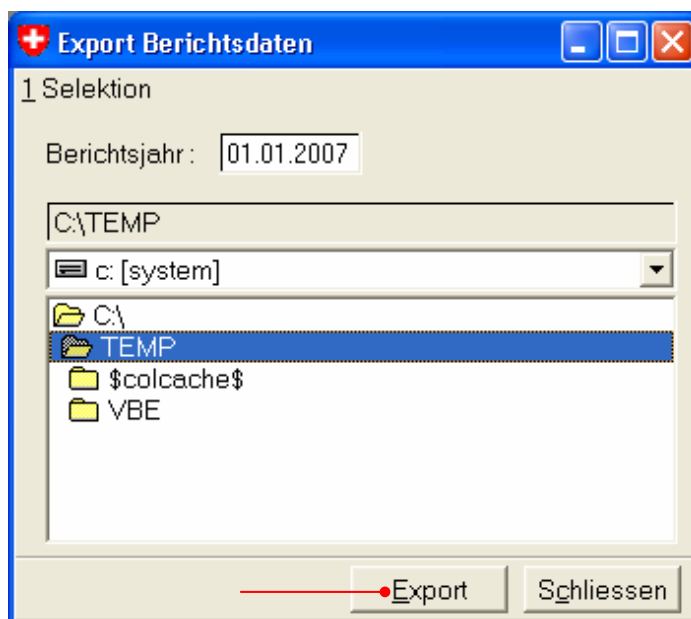 Export Berichtsdaten
1 Selektion
Berichtsjahr : 01.01.2007
C:\TEMP
c: [system]
C:\
TEMP
$colcache$
VBE
Export Schliessen